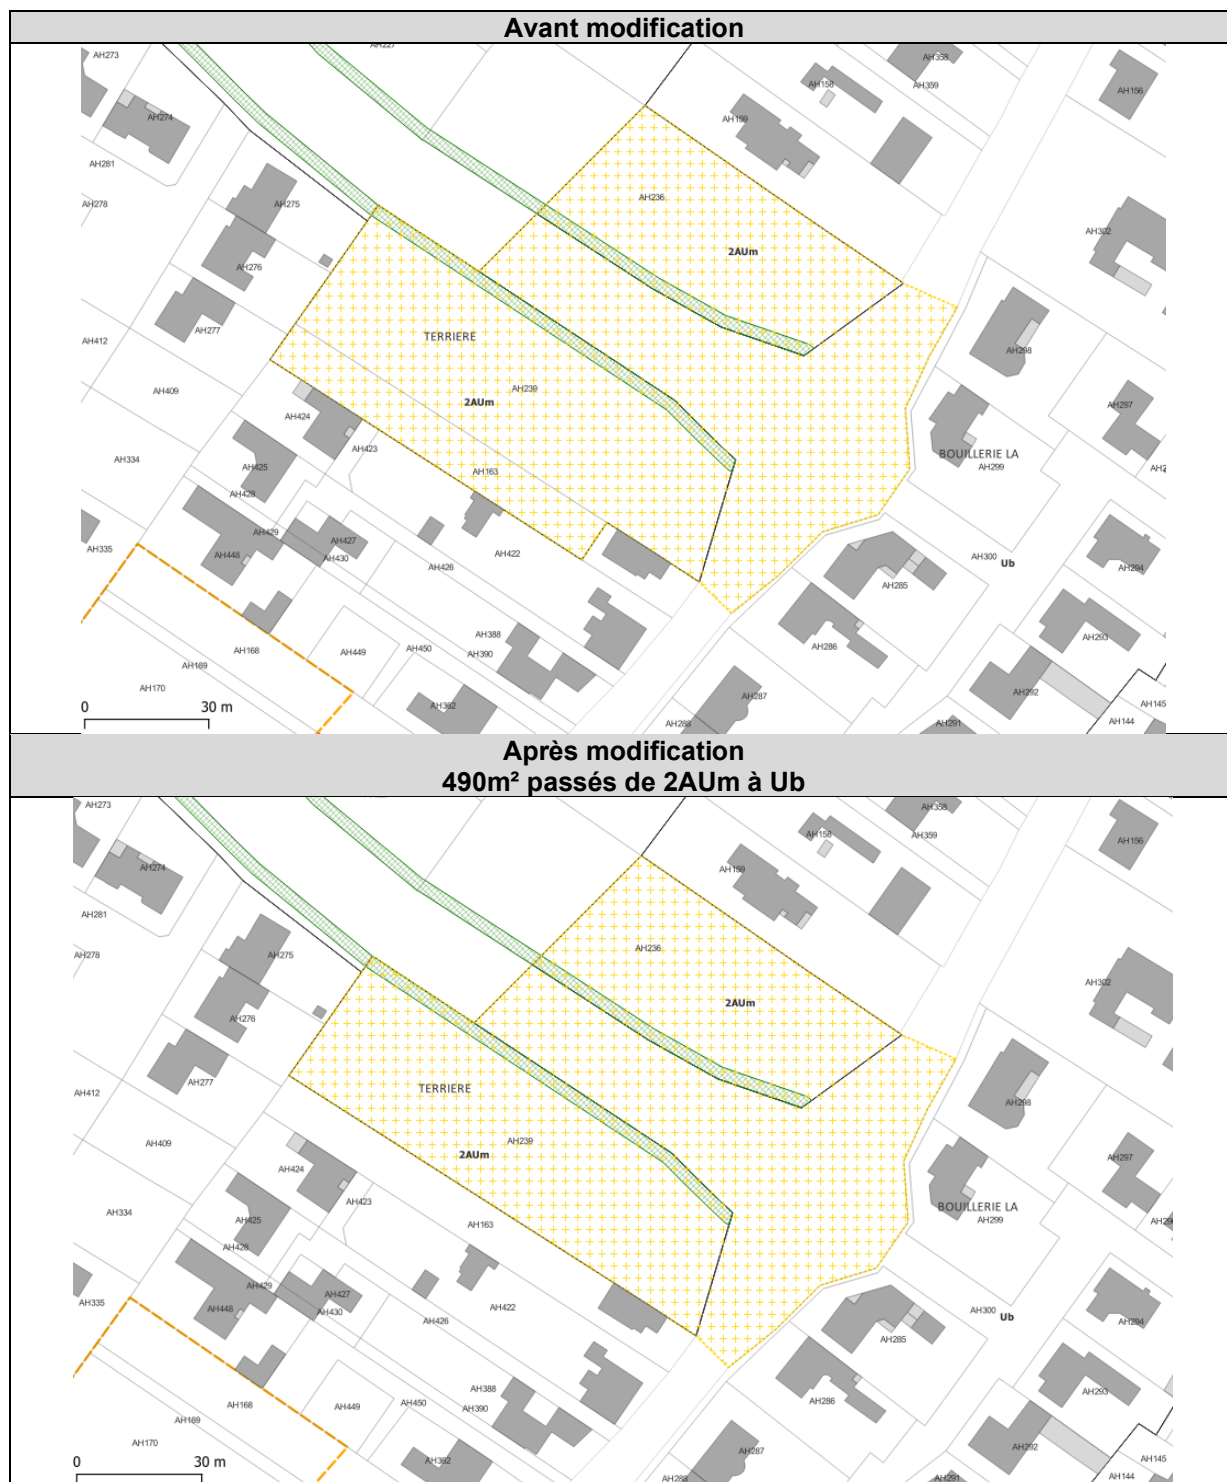 Avant modification
AH273
AH227
AH358
AH158
AH359
AH156
AH274
AH159
AH281
AH278
AH275
AH236
AH302
2AUm
AH276
TERRIERE
AH277
AH412
AH298
AH409
AH239
2AUm
AH297
AH424
AH423
BOUILLERIE LA
AH299
AH334
AH425
AH163
AH428
AH429
AH427
AH335
AH448
AH430
AH422
AH426
AH300
Ub
AH285
AH294
AH388
AH293
AH168
AH449
AH450
AH390
AH286
AH169
AH170
AH287
AH292
AH145
0
30 m
AH362
AH288
AH291
AH144
Après modification
490m² passés de 2AUm à Ub
AH273
AH358
AH158
AH359
AH156
AH274
AH159
AH281
AH278
AH275
AH236
AH302
2AUm
AH276
AH277
TERRIERE
AH412
AH298
AH409
AH239
2AUm
AH297
AH424
AH423
BOUILLERIE LA
AH299
AH334
AH425
AH163
AH428
AH429
AH427
AH335
AH448
AH430
AH422
AH426
AH300
Ub
AH285
AH294
AH388
AH293
AH168
AH449
AH450
AH390
AH286
AH169
AH170
AH287
AH292
AH145
0
30 m
AH362
AH288
AH291
AH144